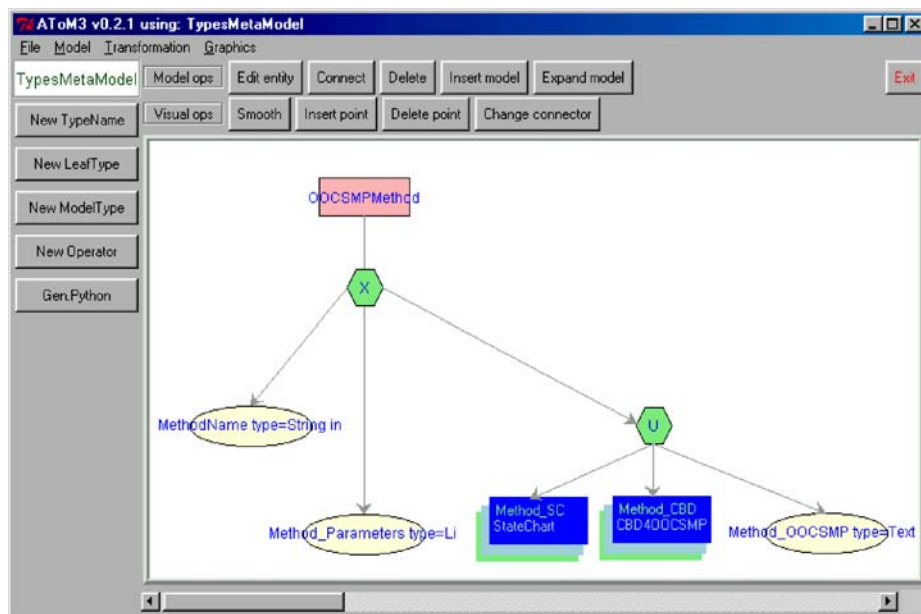 AToM3 v0.2.1 using: TypesMetaModel
File Model Transformation Graphics
TypesMetaModel
Model ops Edit entity Connect Delete Insert model Expand model Exit
Visual ops Smooth Insert point Delete point Change connector
New TypeName
New LeafType
New ModelType
New Operator
Gen.Python
OOCSMPMethod
X
MethodName type=String in
U
Method_SC
StateChart
Method_CBD
CBD4OOCSMP
Method_Parameters type=Li
Method_OOCSMP type=Text